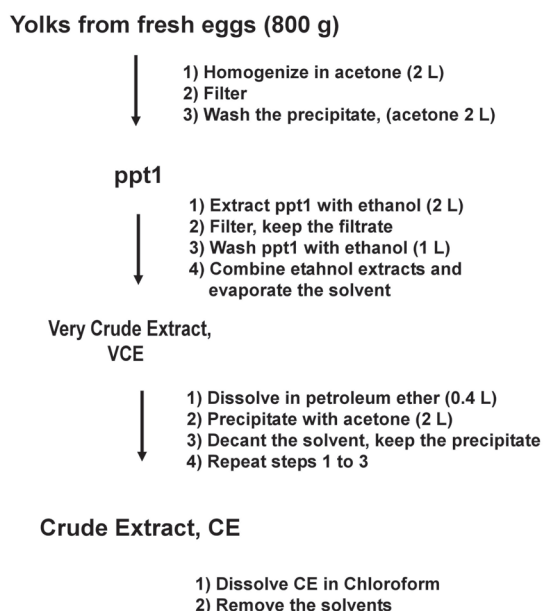 Yolks from fresh eggs (800 g)
1) Homogenize in acetone (2 L)
2) Filter
3) Wash the precipitate, (acetone 2 L)
ppt1
1) Extract ppt1 with ethanol (2 L)
2) Filter, keep the filtrate
3) Wash ppt1 with ethanol (1 L)
4) Combine etahnol extracts and
evaporate the solvent
Very Crude Extract,
VCE
1) Dissolve in petroleum ether (0.4 L)
2) Precipitate with acetone (2 L)
3) Decant the solvent, keep the precipitate
4) Repeat steps 1 to 3
Crude Extract, CE
1) Dissolve CE in Chloroform
2) Remove the solvents